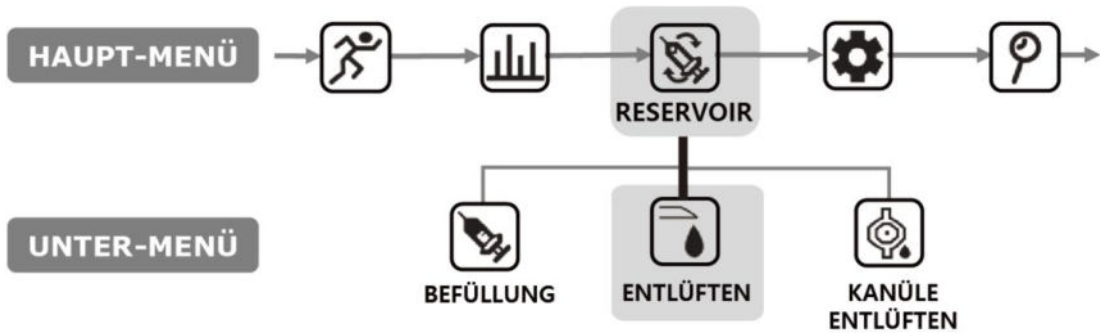 HAUPT-MENÜ
RESERVOIR
UNTER-MENÜ
BEFÜLLUNG
ENTLÜFTEN
KANÜLE
ENTLÜFTEN